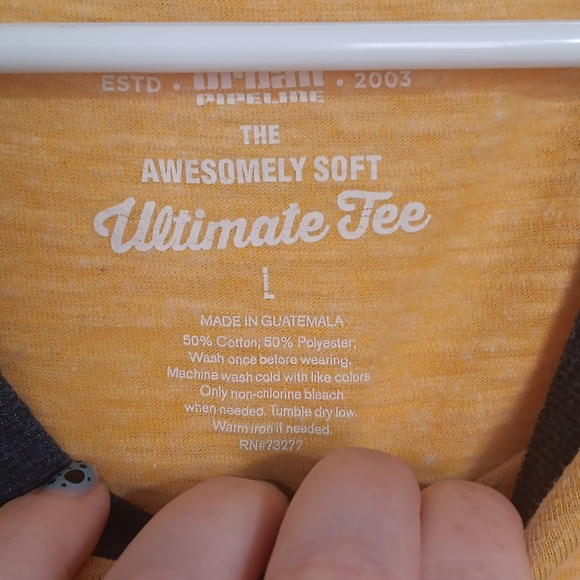 ESTD • urban • 2003
PIPELINE
THE
AWESOMELY SOFT
Ultimate Tee
L
MADE IN GUATEMALA
50% Cotton; 50% Polyester;
Wash once before wearing.
Machine wash cold with like colors
Only non-chlorine bleach
when needed. Tumble dry low.
Warm iron if needed.
RN#73277